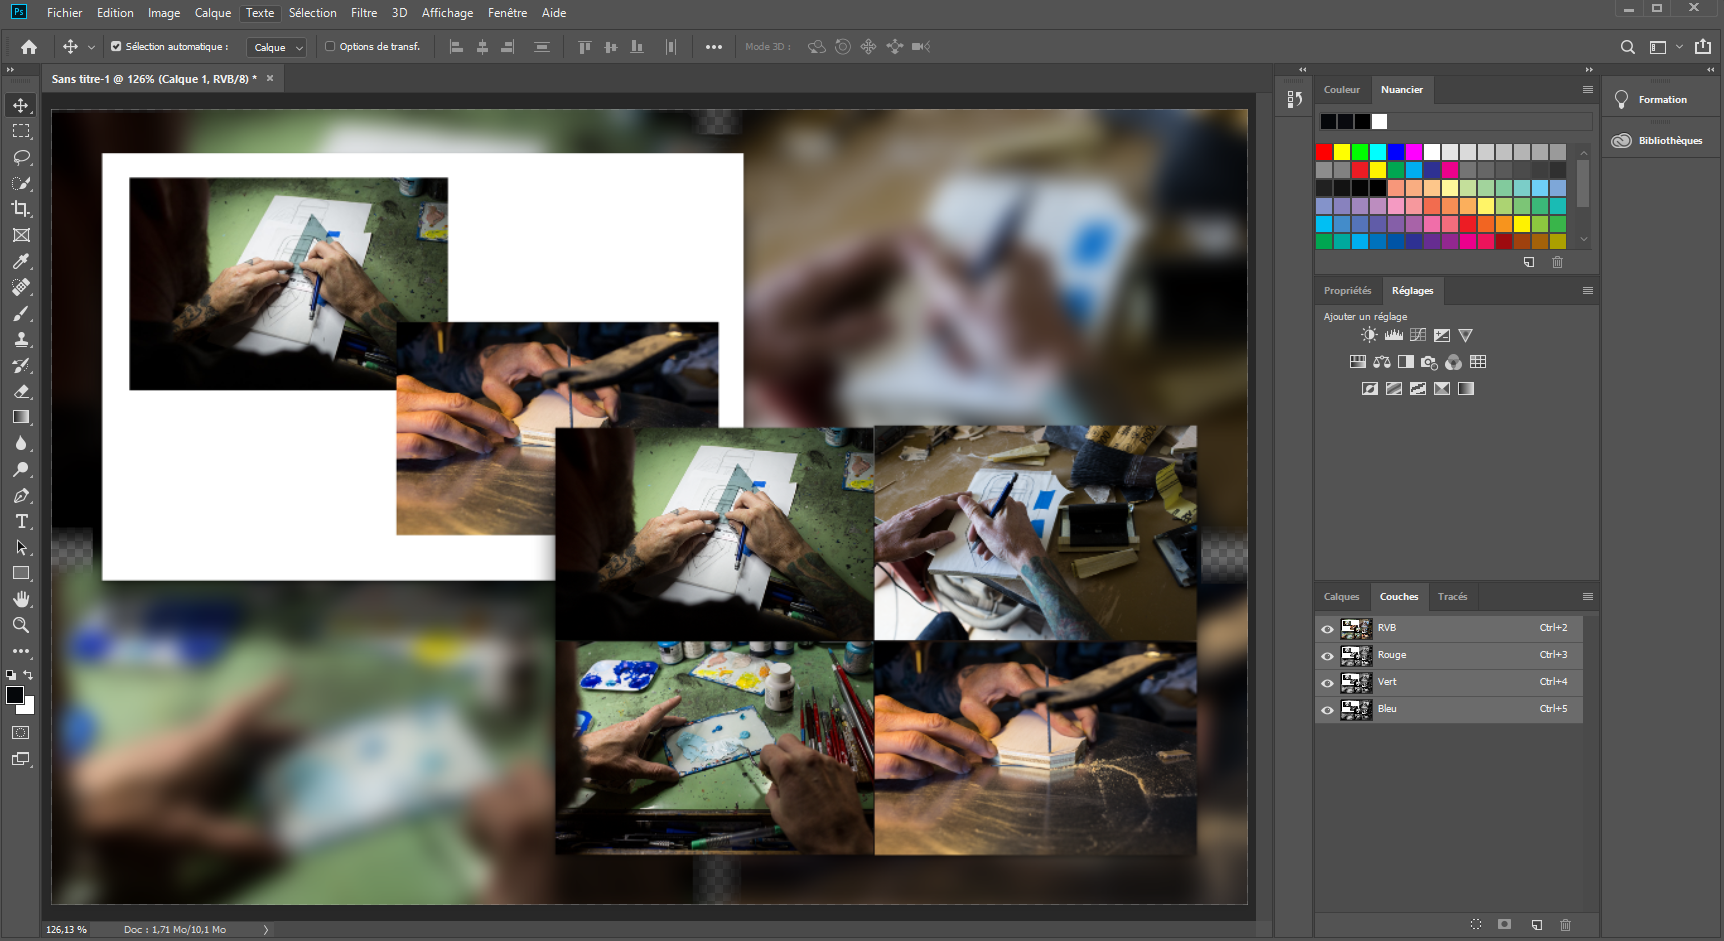 Ps Fichier Edition Image Calque Texte Sélection Filtre 3D Affichage Fenêtre Aide
Sélection automatique : Calque Options de transf. Mode 3D :
Sans titre-1 @ 126% (Calque 1, RVB/8) *
Couleur Nuancier
Formation
Bibliothèques
Propriétés Réglages
Ajouter un réglage
Calques Couches Tracés
RVB Ctrl+2
Rouge Ctrl+3
Vert Ctrl+4
Bleu Ctrl+5
126,13 % Doc : 1,71 Mo/10,1 Mo